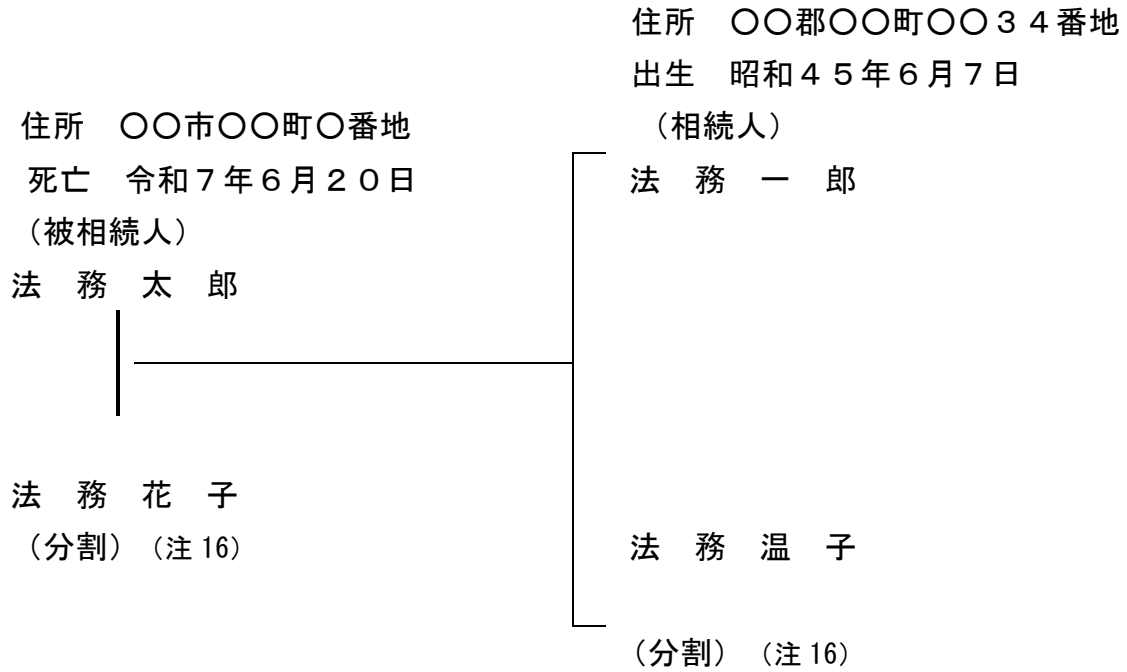 住所　〇〇郡〇〇町〇〇３４番地
出生　昭和４５年６月７日
（相続人）
法　務　一　郎
住所　〇〇市〇〇町〇番地
死亡　令和７年６月２０日
（被相続人）
法　務　太　郎
法　務　花　子
（分割）（注 16）
法　務　温　子
（分割）（注 16）